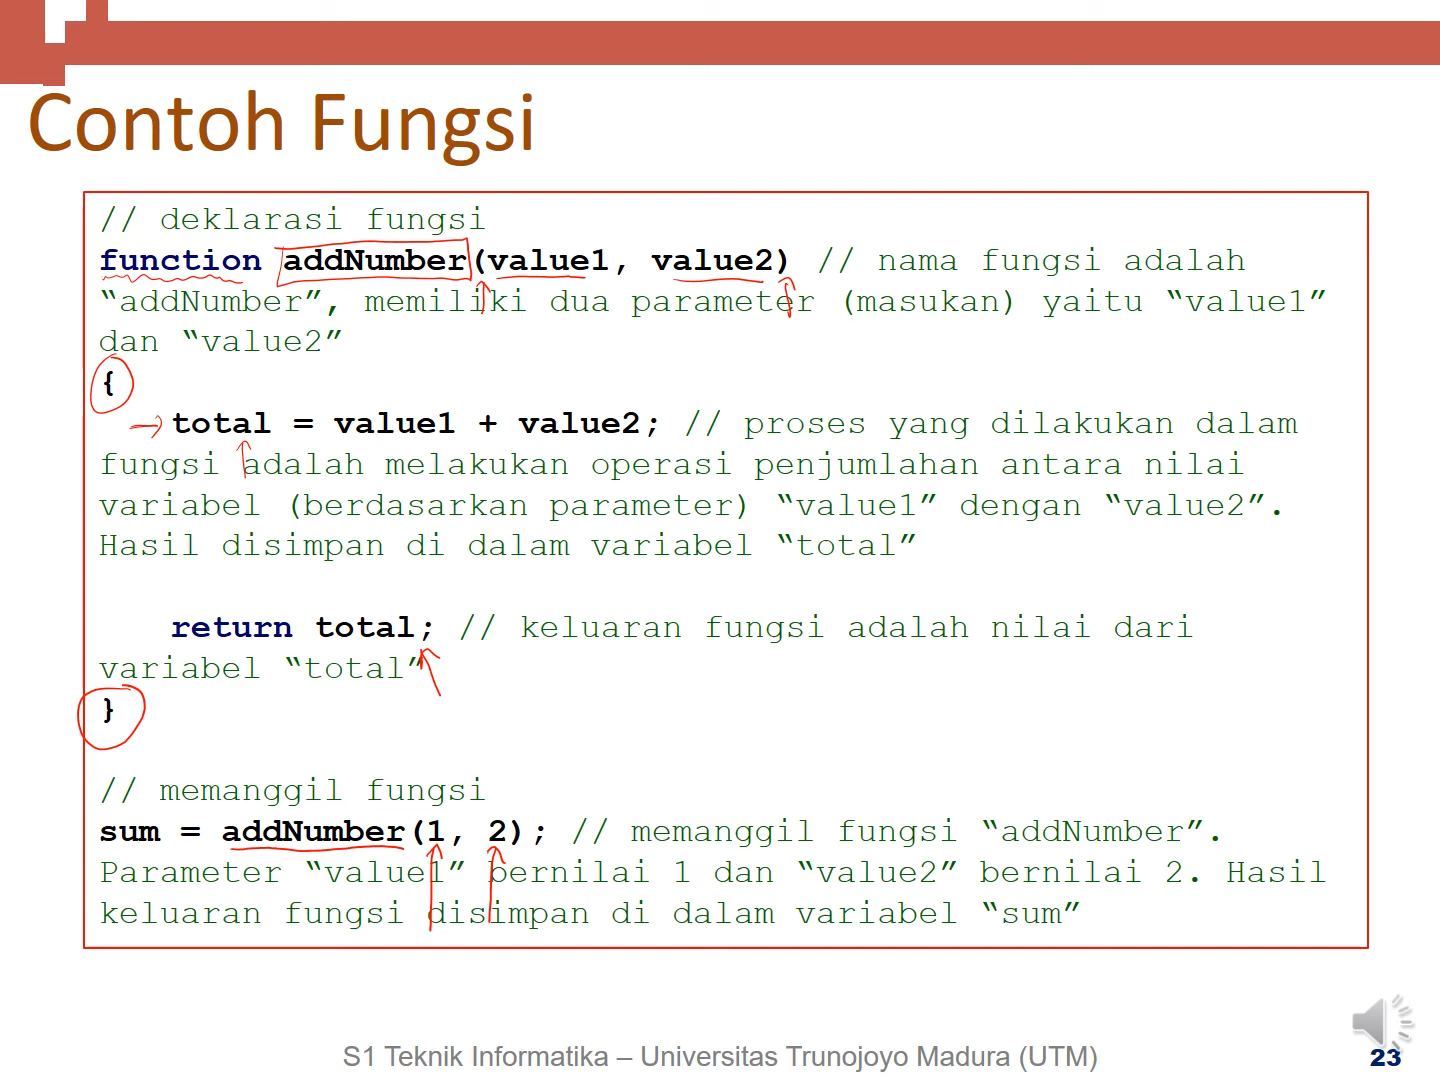 Contoh Fungsi
// deklarasi fungsi
function addNumber(value1, value2) // nama fungsi adalah
“addNumber”, memiliki dua parameter (masukan) yaitu “value1”
dan “value2”
{
total = value1 + value2; // proses yang dilakukan dalam
fungsi adalah melakukan operasi penjumlahan antara nilai
variabel (berdasarkan parameter) “value1” dengan “value2”.
Hasil disimpan di dalam variabel “total”
return total; // keluaran fungsi adalah nilai dari
variabel “total”
}
// memanggil fungsi
sum = addNumber(1, 2); // memanggil fungsi “addNumber”.
Parameter “value1” bernilai 1 dan “value2” bernilai 2. Hasil
keluaran fungsi disimpan di dalam variabel “sum”
S1 Teknik Informatika – Universitas Trunojoyo Madura (UTM)
23